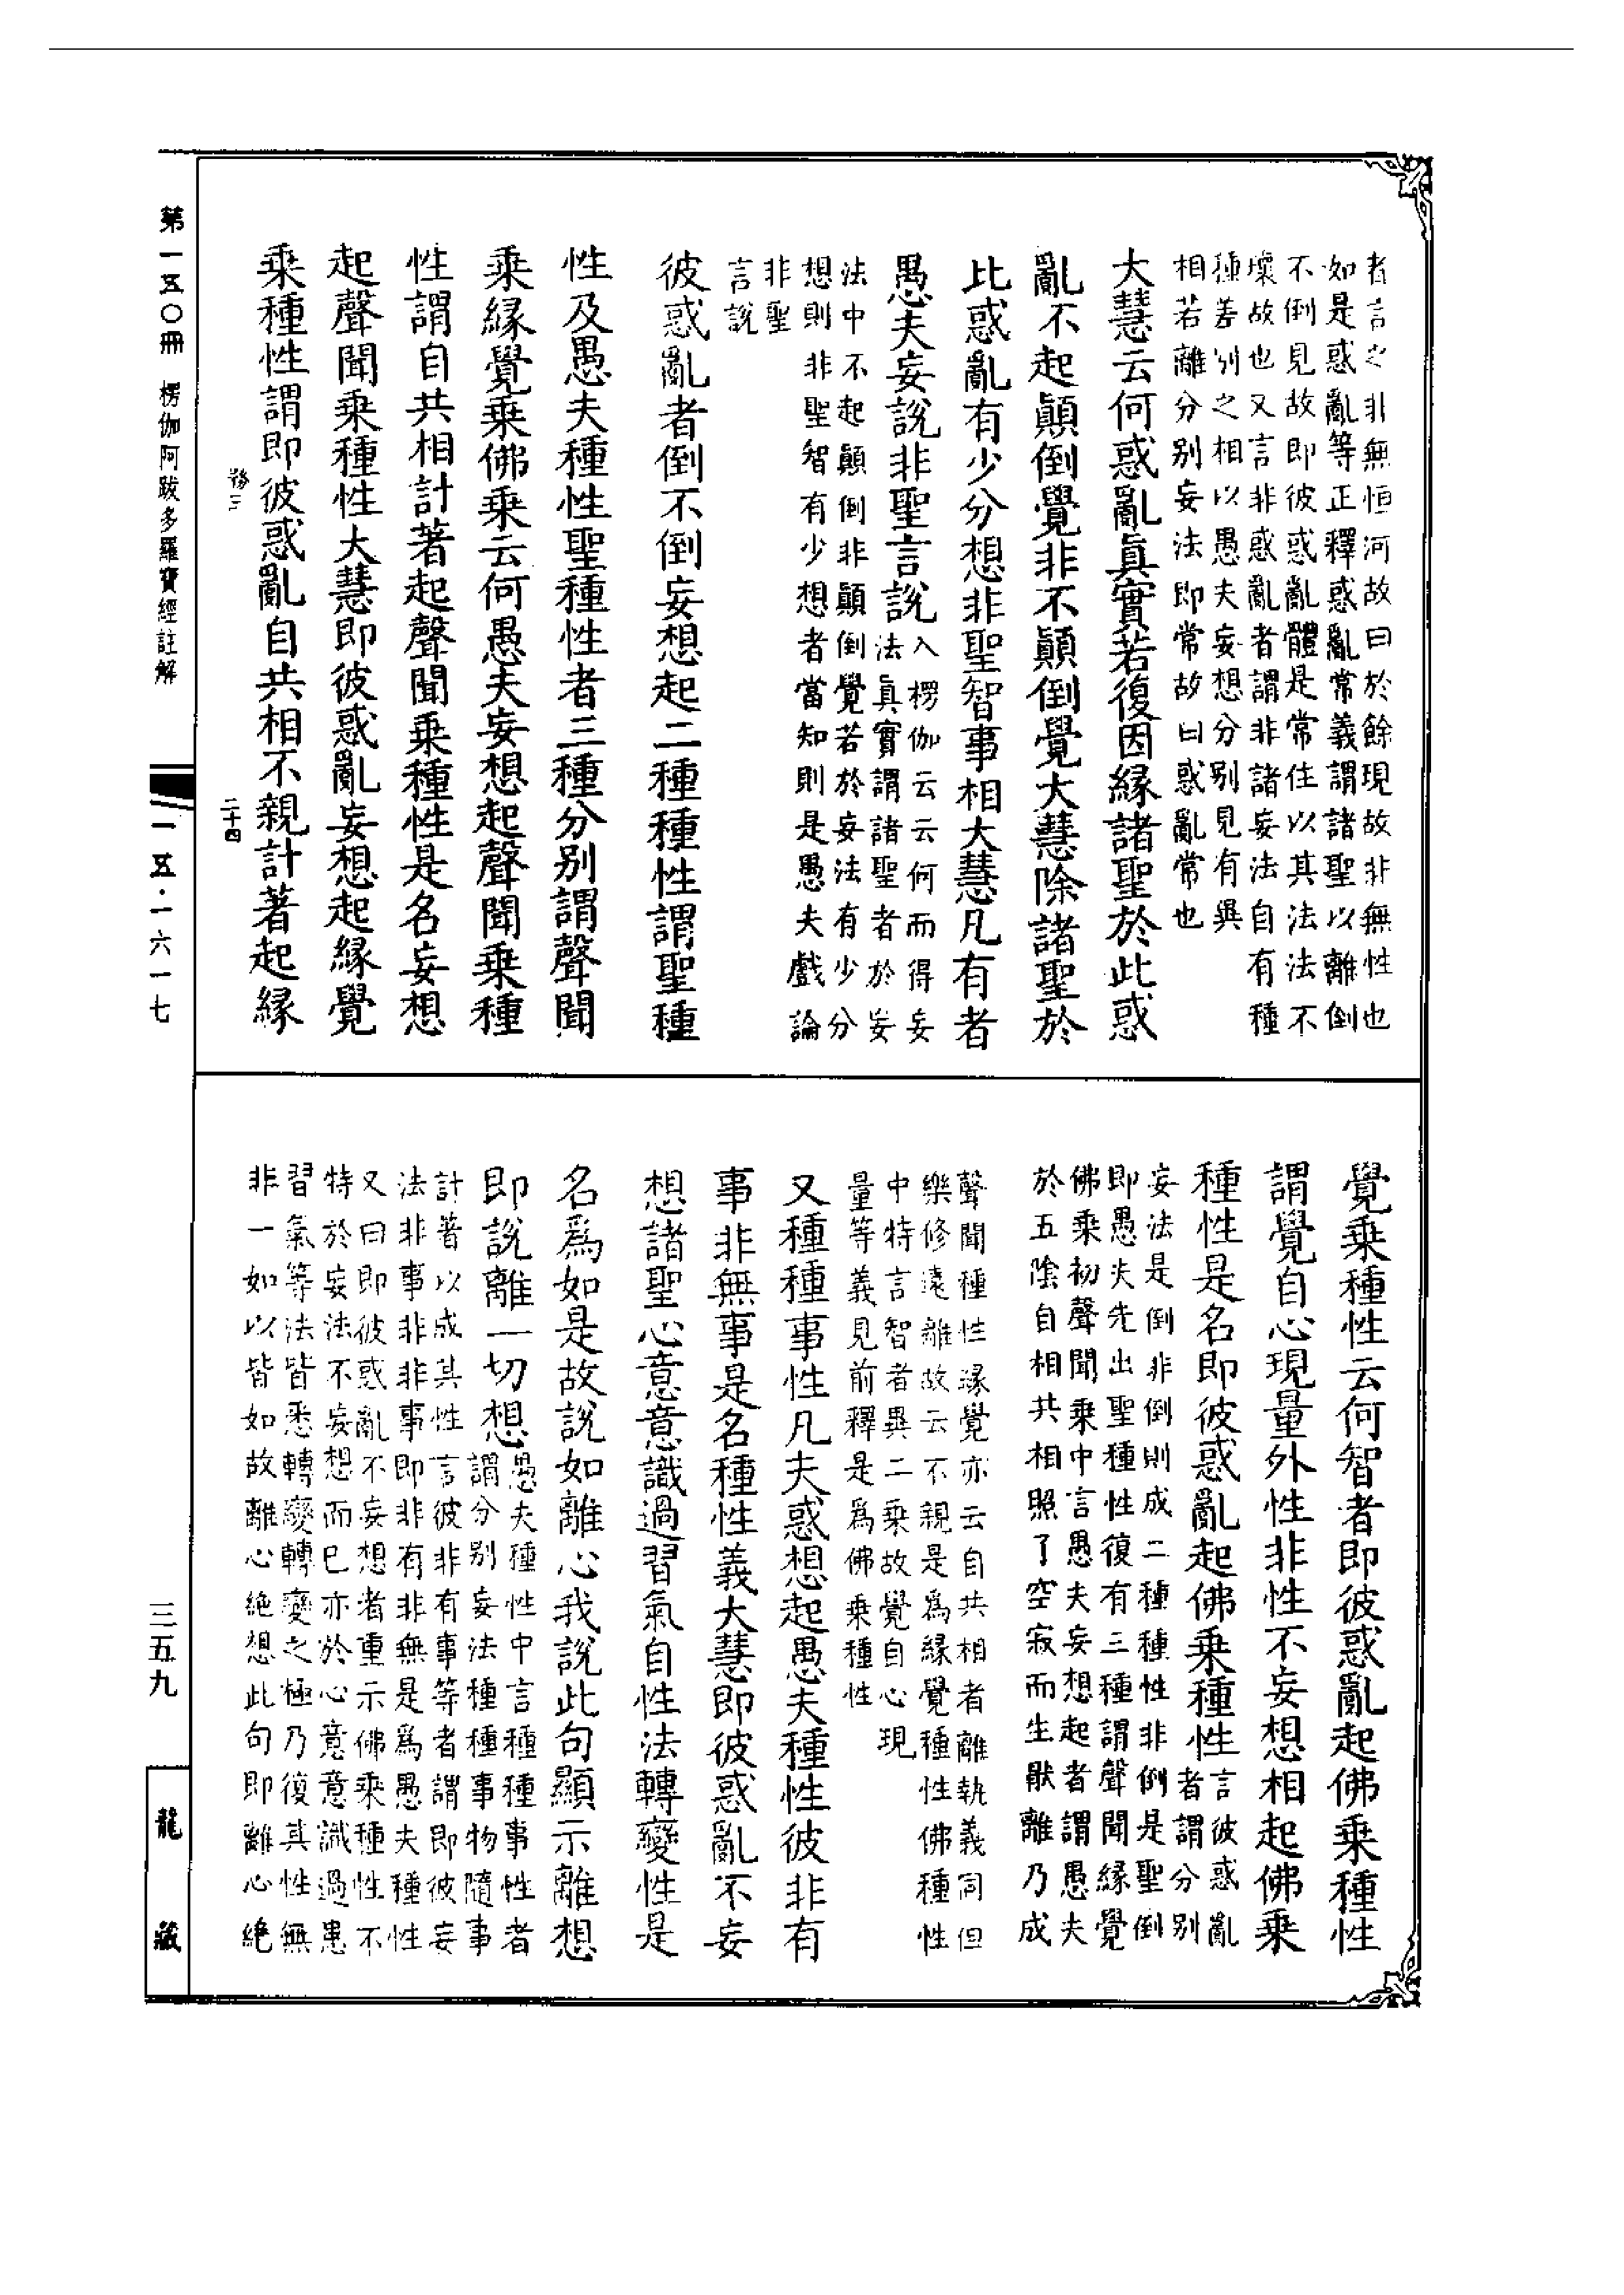 者言之非無恒河故曰於餘現故非無性也
如是惑亂等正釋惑亂常義謂諸聖以離倒
不倒見故即彼惑亂體是常住以其法法不
壞故也又言非惑亂者謂非諸妄法自有種
種差別之相以愚夫妄想分別見有異
相若離分別妄法即常故曰惑亂常也
大慧云何惑亂真實若復因緣諸聖於此惑
亂不起顛倒覺非不顛倒覺大慧除諸聖於
此惑亂有少分想非聖智事相大慧凡有者
愚夫妄說非聖言說
入楞伽云云何而得妄
法真實謂諸聖者於妄
法中不起顛倒非顛倒覺若於妄法有少分
想則非聖智有少想者當知則是愚夫戲論
非聖
言說
彼惑亂者倒不倒妄想起二種種性謂聖種
性及愚夫種性聖種性者三種分別謂聲聞
乘緣覺乘佛乘云何愚夫妄想起聲聞乘種
性謂自共相計著起聲聞乘種性是名妄想
起聲聞乘種性大慧即彼惑亂妄想起緣覺
乘種性謂即彼惑亂自共相不親計著起緣
務三
二十四
覺乘種性云何智者即彼惑亂起佛乘種性
謂覺自心現量外性非性不妄想相起佛乘
種性是名即彼惑亂起佛乘種性
言彼惑亂
者謂分別
妄法是倒非倒則成二種種性非倒是聖倒
即愚夫先出聖種性復有三種謂聲聞緣覺
佛乘初聲聞乘中言愚夫妄想起者謂愚夫
於五陰自相共相照了空寂而生猒離乃成
聲聞種性緣覺亦云自共相者離執義同但
樂修遠離故云不親是為緣覺種性佛種性
中特言智者異二乘故覺自心現
量等義見前釋是為佛乘種性
又種種事性凡夫惑想起愚夫種性彼非有
事非無事是名種性義大慧即彼惑亂不妄
想諸聖心意意識過習氣自性法轉變性是
名為如是故說如離心我說此句顯示離想
即說離一切想
愚夫種性中言種種事性者
謂分別妄法種種事物隨事
計著以成其性言彼非有事等者謂即彼妄
法非事非非事即非有非無是為愚夫種性
又曰即彼惑亂不妄想者重示佛乘種性不
特於妄法不妄想而已亦於心意意識過患
習氣等法皆悉轉變轉變之極乃復其性無
非一如以皆如故離心絶想此句即離心絶
第一五〇冊 楞伽阿跋多羅寶經註解
一五·一六一七
三五九
龍藏